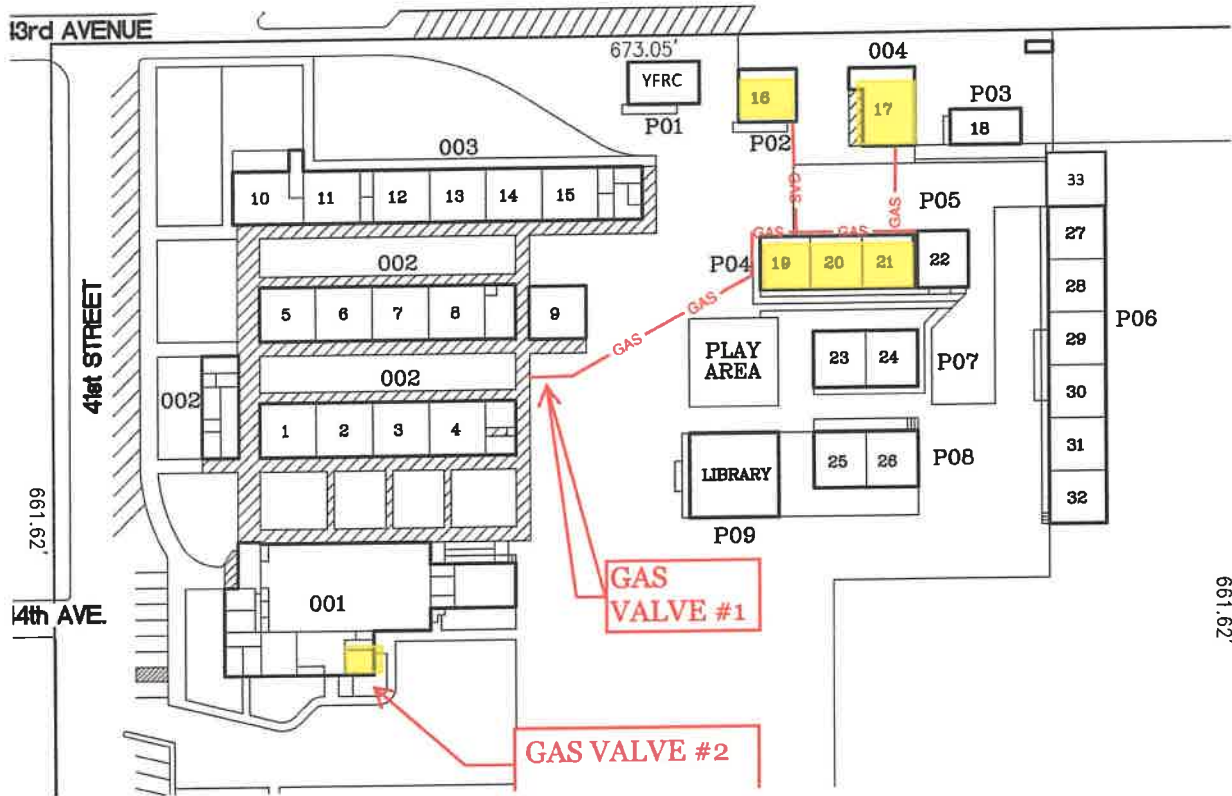 13rd AVENUE
673.05'
004
YFRC
16
17
P03
18
P01
P02
003
10
11
12
13
14
15
33
GAS
GAS
P05
27
GAS
GAS
002
P04
19
20
21
22
28
5
6
7
8
9
GAS
GAS
P06
41st STREET
PLAY
AREA
23
24
P07
29
002
002
30
1
2
3
4
31
LIBRARY
25
26
P08
32
661.62'
P09
GAS
VALVE #1
001
14th AVE.
661.62'
GAS VALVE #2